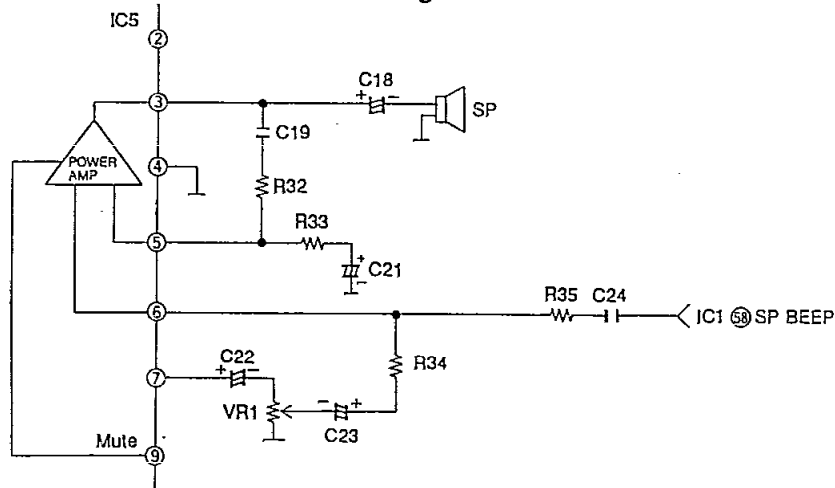 IC5
2
3
C18
+
-
SP
C19
POWER
AMP
4
R32
R33
5
+
C21
-
6
R35
C24
IC1 58 SP BEEP
C22
R34
7
+
-
VR1
-
+
C23
Mute
9